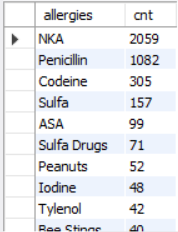 allergies cnt
NKA 2059
Penicillin 1082
Codeine 305
Sulfa 157
ASA 99
Sulfa Drugs 71
Peanuts 52
Iodine 48
Tylenol 42
Bee Stings 40